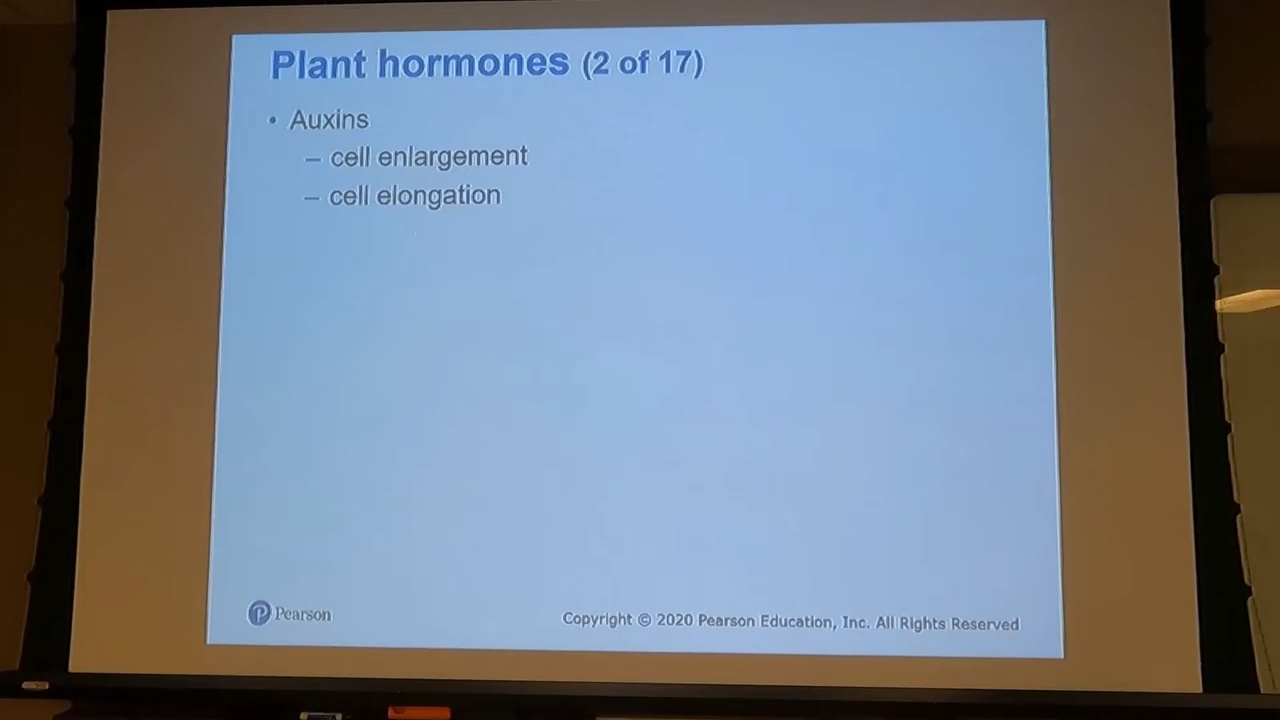 Plant hormones (2 of 17)
• Auxins
– cell enlargement
– cell elongation
P Pearson
Copyright © 2020 Pearson Education, Inc. All Rights Reserved